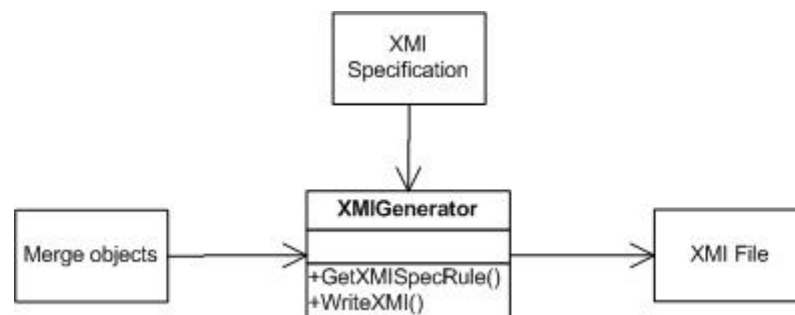 XMI
Specification
XMIGenerator
Merge objects
XMI File
+GetXMISpecRule()
+WriteXMI()